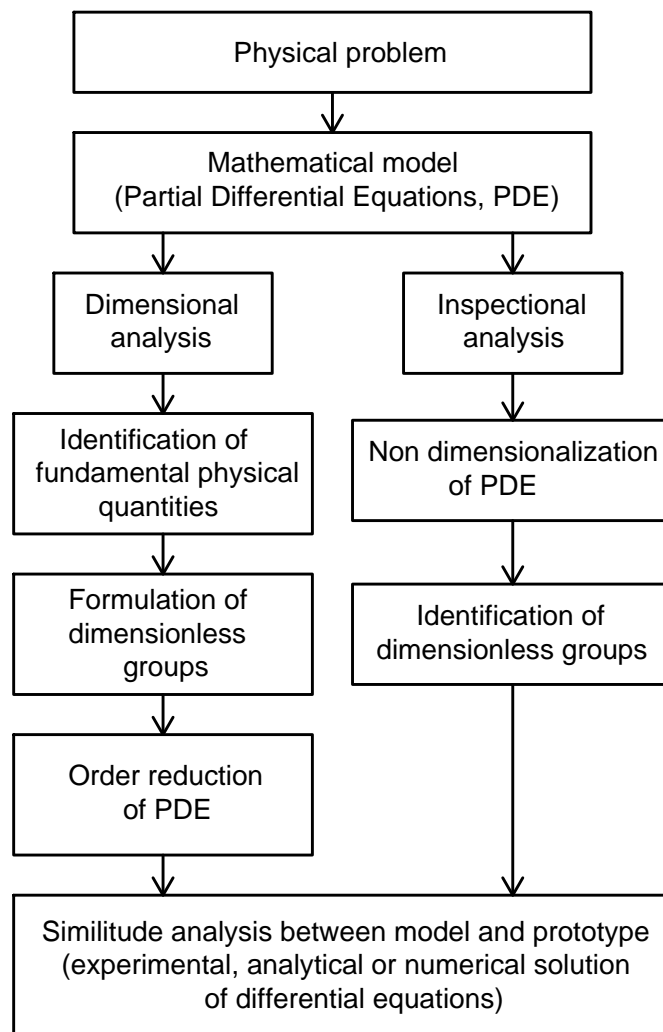 Physical problem
Mathematical model
(Partial Differential Equations, PDE)
Dimensional
analysis
Identification of
fundamental physical
quantities
Formulation of
dimensionless
groups
Order reduction
of PDE
Inspectional
analysis
Non dimensionalization
of PDE
Identification of
dimensionless groups
Similitude analysis between model and prototype
(experimental, analytical or numerical solution
of differential equations)